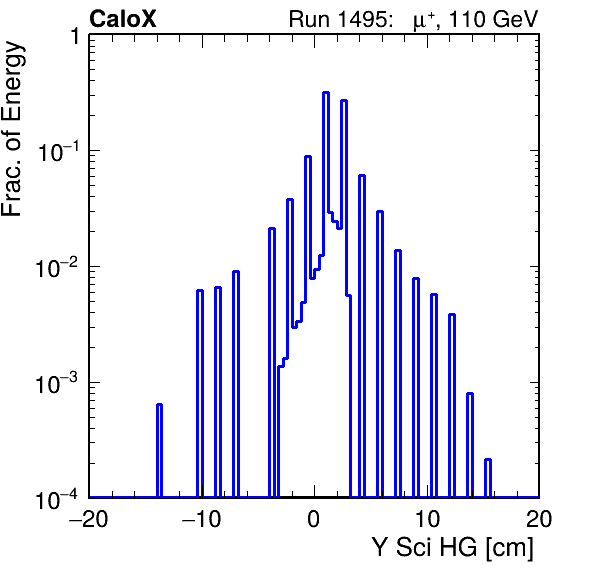 CaloX Run 1495: μ⁺, 110 GeV
Frac. of Energy
1
10⁻¹
10⁻²
10⁻³
10⁻⁴
−20 −10 0 10 20
Y Sci HG [cm]